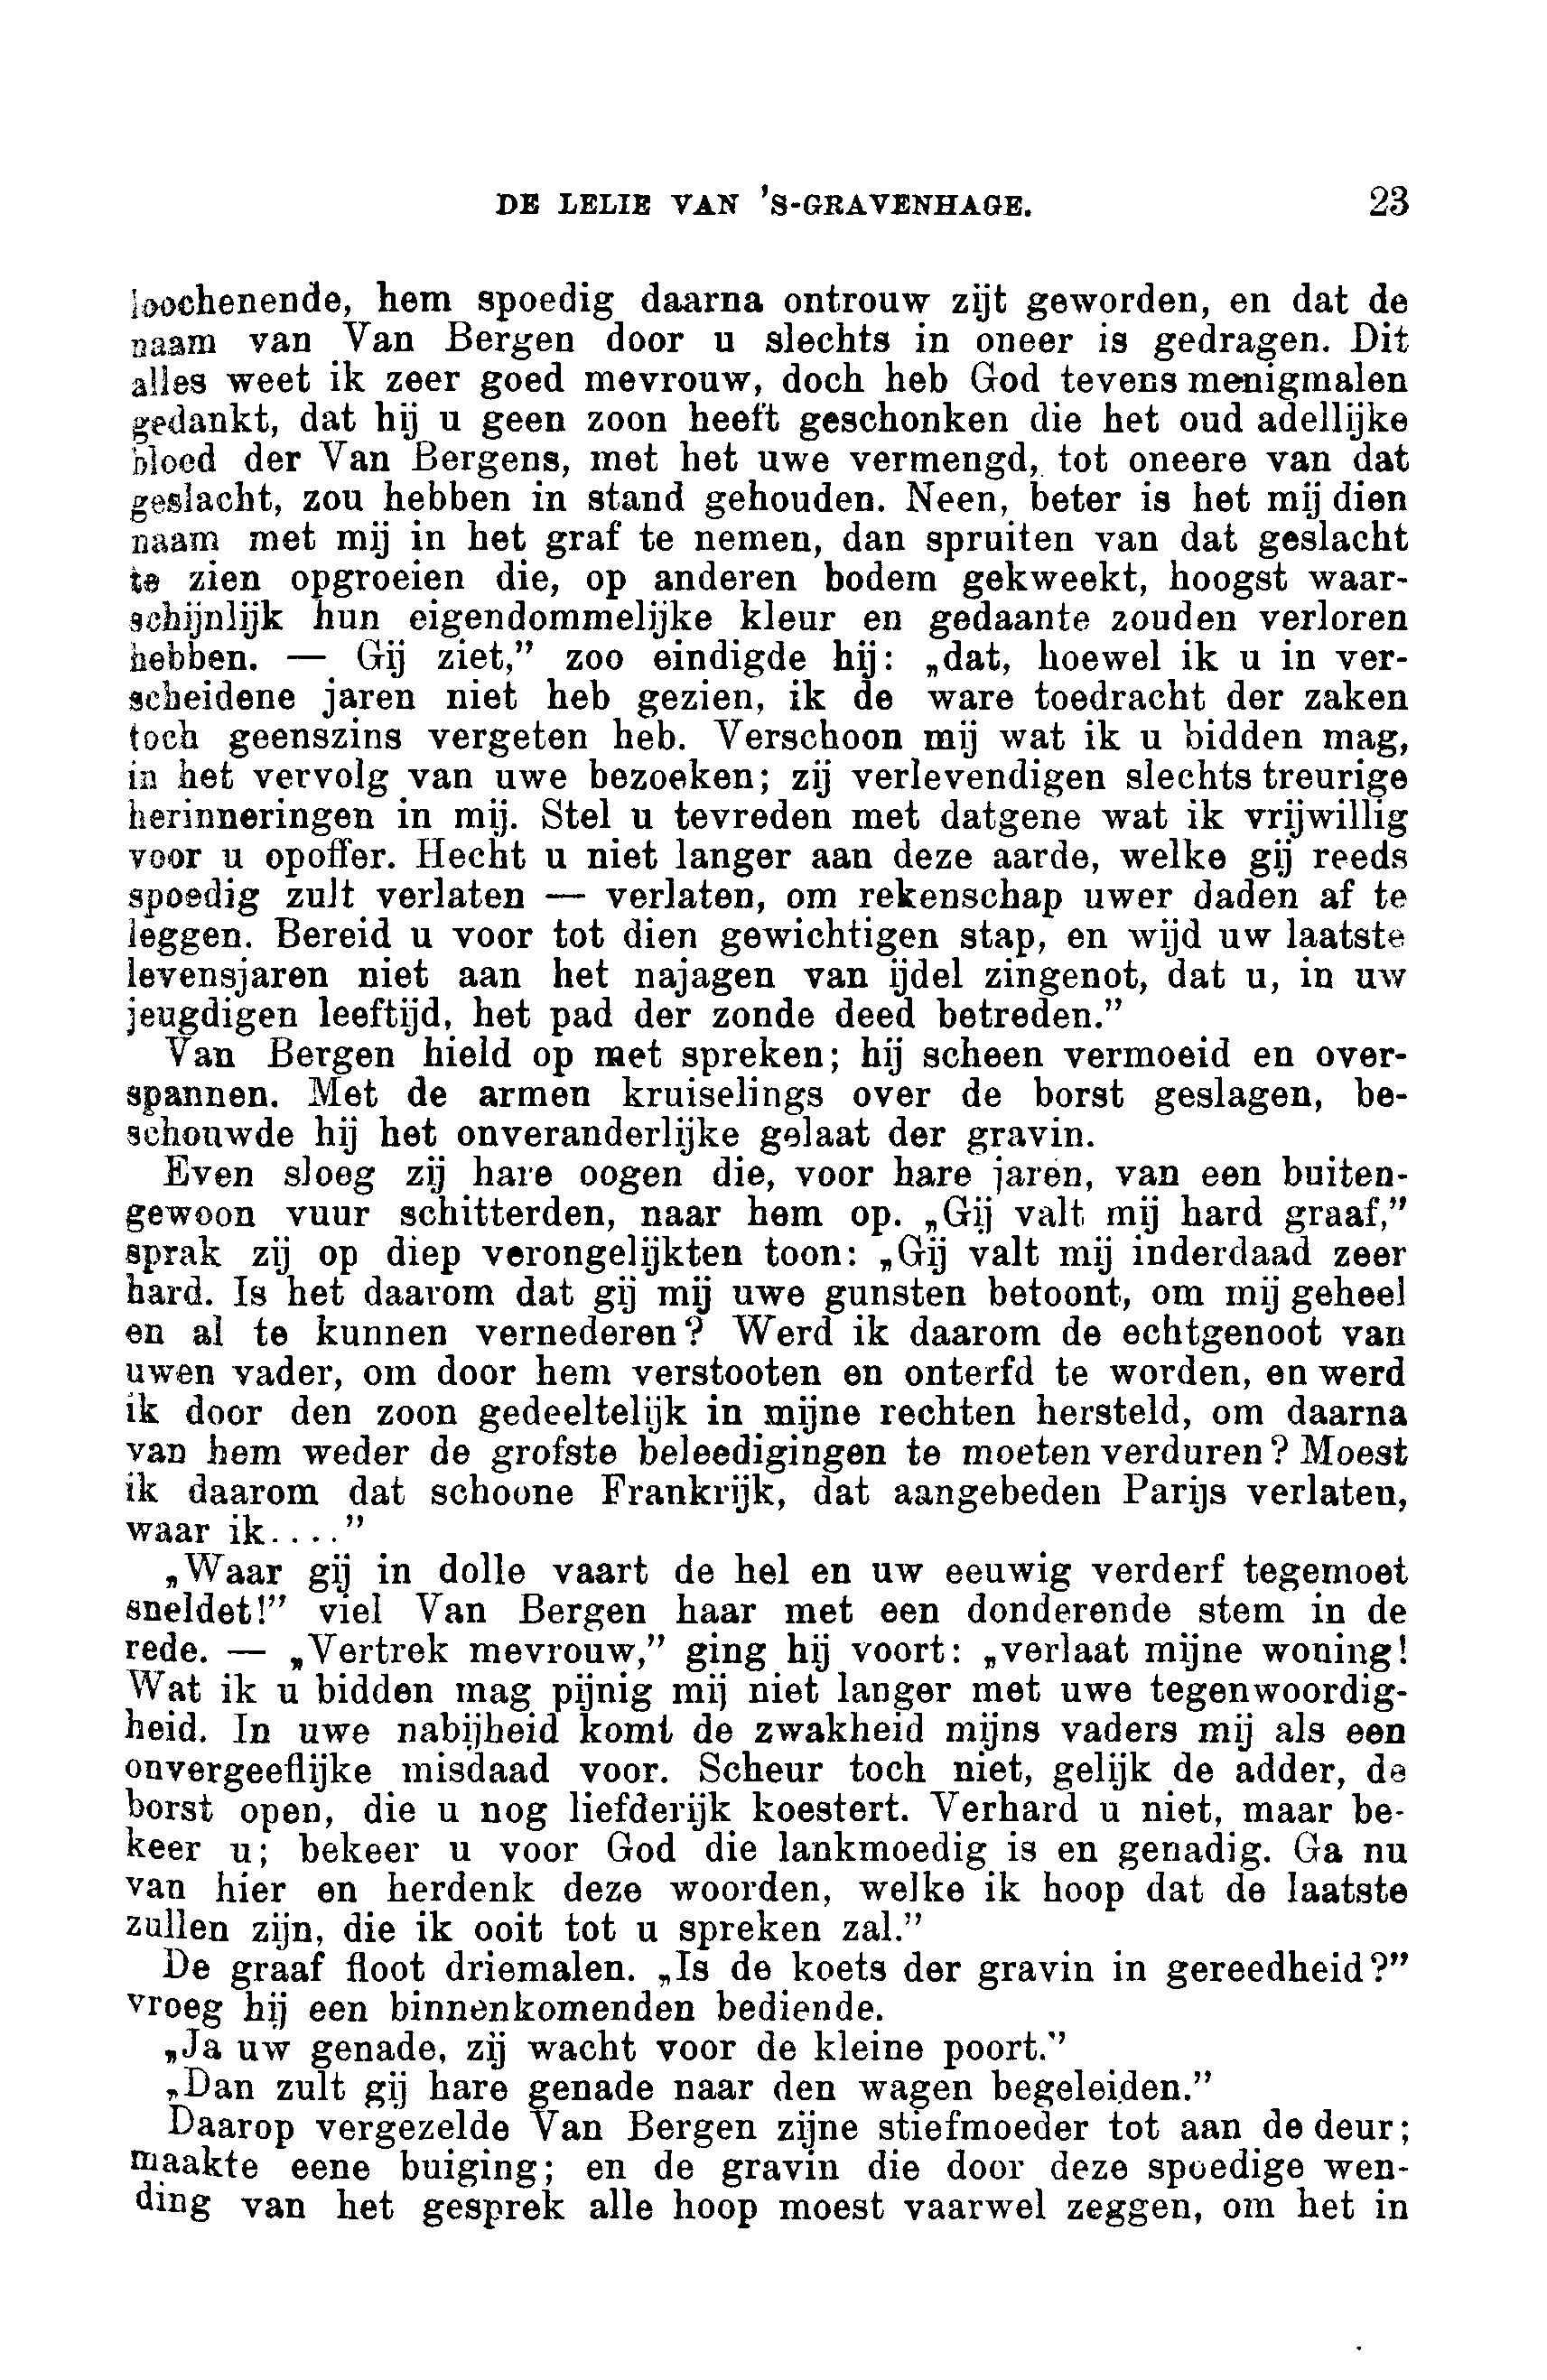 DE LELIE VAN 'S-GRAVENHAGE. 23
loochenende, hem spoedig daarna ontrouw zijt geworden, en dat de
naam van Van Bergen door u slechts in oneer is gedragen. Dit
alles weet ik zeer goed mevrouw, doch heb God tevens menigmalen
gedankt, dat hij u geen zoon heeft geschonken die het oud adellijke
bloed der Van Bergens, met het uwe vermengd, tot oneere van dat
geslacht, zou hebben in stand gehouden. Neen, beter is het mij dien
naam met mij in het graf te nemen, dan spruiten van dat geslacht
te zien opgroeien die, op anderen bodem gekweekt, hoogst waar-
schijnlijk hun eigendommelijke kleur en gedaante zouden verloren
hebben. — Gij ziet,” zoo eindigde hij: „dat, hoewel ik u in ver-
scheidene jaren niet heb gezien, ik de ware toedracht der zaken
toch geenszins vergeten heb. Verschoon mij wat ik u bidden mag,
in het vervolg van uwe bezoeken; zij verlevendigen slechts treurige
herinneringen in mij. Stel u tevreden met datgene wat ik vrijwillig
voor u opoffer. Hecht u niet langer aan deze aarde, welke gij reeds
spoedig zult verlaten — verlaten, om rekenschap uwer daden af te
leggen. Bereid u voor tot dien gewichtigen stap, en wijd uw laatste
levensjaren niet aan het najagen van ijdel zingenot, dat u, in uw
jeugdigen leeftijd, het pad der zonde deed betreden.”
Van Bergen hield op met spreken; hij scheen vermoeid en over-
spannen. Met de armen kruiselings over de borst geslagen, be-
schouwde hij het onveranderlijke gelaat der gravin.
Even sloeg zij hare oogen die, voor hare jaren, van een buiten-
gewoon vuur schitterden, naar hem op. „Gij valt mij hard graaf,”
sprak zij op diep verongelijkten toon: „Gij valt mij inderdaad zeer
hard. Is het daarom dat gij mij uwe gunsten betoont, om mij geheel
en al te kunnen vernederen? Werd ik daarom de echtgenoot van
uwen vader, om door hem verstooten en onterfd te worden, en werd
ik door den zoon gedeeltelijk in mijne rechten hersteld, om daarna
van hem weder de grofste beleedigingen te moeten verduren? Moest
ik daarom dat schoone Frankrijk, dat aangebeden Parijs verlaten,
waar ik....”
„Waar gij in dolle vaart de hel en uw eeuwig verderf tegemoet
sneldet!” viel Van Bergen haar met een donderende stem in de
rede. — „Vertrek mevrouw,” ging hij voort: „verlaat mijne woning!
Wat ik u bidden mag pijnig mij niet langer met uwe tegenwoordig-
heid. In uwe nabijheid komt de zwakheid mijns vaders mij als een
onvergeeflijke misdaad voor. Scheur toch niet, gelijk de adder, de
borst open, die u nog liefderijk koestert. Verhard u niet, maar be-
keer u; bekeer u voor God die lankmoedig is en genadig. Ga nu
van hier en herdenk deze woorden, welke ik hoop dat de laatste
zullen zijn, die ik ooit tot u spreken zal.”
De graaf floot driemalen. „Is de koets der gravin in gereedheid?”
vroeg hij een binnenkomenden bediende.
„Ja uw genade, zij wacht voor de kleine poort.”
„Dan zult gij hare genade naar den wagen begeleiden.”
Daarop vergezelde Van Bergen zijne stiefmoeder tot aan de deur;
maakte eene buiging; en de gravin die door deze spoedige wen-
ding van het gesprek alle hoop moest vaarwel zeggen, om het in